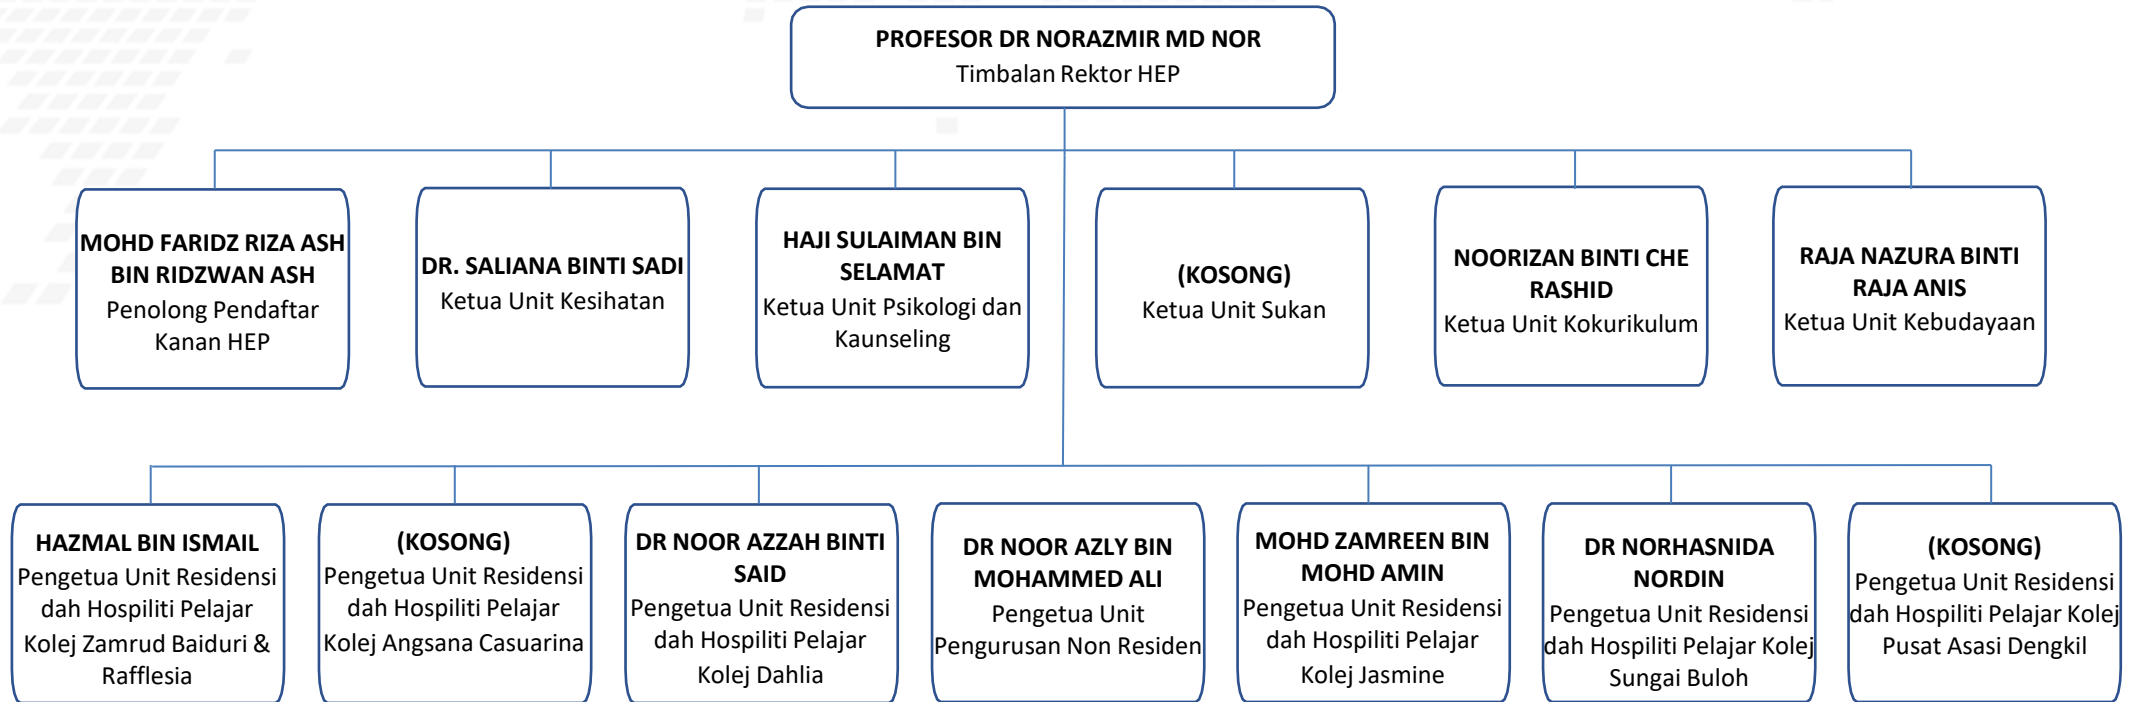 PROFESOR DR NORAZMIR MD NOR
Timbalan Rektor HEP
MOHD FARIDZ RIZA ASH
BIN RIDZWAN ASH
Penolong Pendaftar
Kanan HEP
DR. SALIANA BINTI SADI
Ketua Unit Kesihatan
HAJI SULAIMAN BIN
SELAMAT
Ketua Unit Psikologi dan
Kaunseling
(KOSONG)
Ketua Unit Sukan
NOORIZAN BINTI CHE
RASHID
Ketua Unit Kokurikulum
RAJA NAZURA BINTI
RAJA ANIS
Ketua Unit Kebudayaan
HAZMAL BIN ISMAIL
Pengetua Unit Residensi
dah Hospiliti Pelajar
Kolej Zamrud Baiduri &
Rafflesia
(KOSONG)
Pengetua Unit Residensi
dah Hospiliti Pelajar
Kolej Angsana Casuarina
DR NOOR AZZAH BINTI
SAID
Pengetua Unit Residensi
dah Hospiliti Pelajar
Kolej Dahlia
DR NOOR AZLY BIN
MOHAMMED ALI
Pengetua Unit
Pengurusan Non Residen
MOHD ZAMREEN BIN
MOHD AMIN
Pengetua Unit Residensi
dah Hospiliti Pelajar
Kolej Jasmine
DR NORHASNIDA
NORDIN
Pengetua Unit Residensi
dah Hospiliti Pelajar Kolej
Sungai Buloh
(KOSONG)
Pengetua Unit Residensi
dah Hospiliti Pelajar Kolej
Pusat Asasi Dengkil